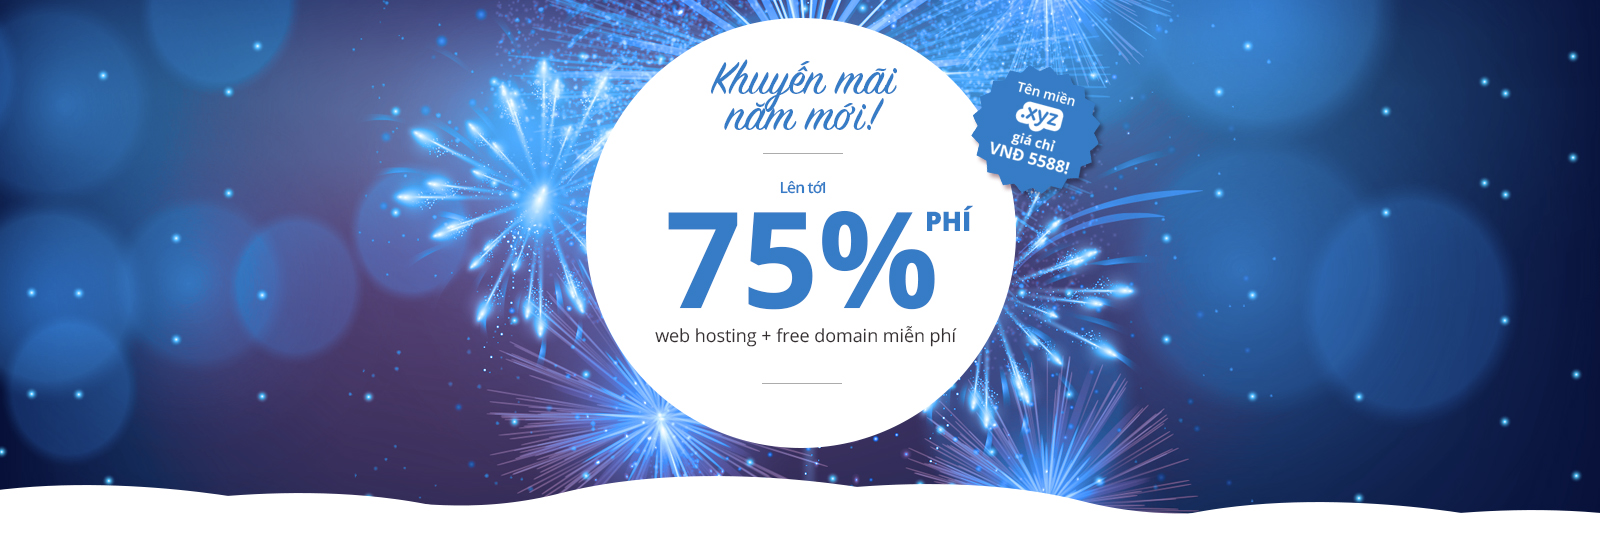 Khuyến mãi
năm mới!
Lên tới
75% PHÍ
web hosting + free domain miễn phí
Tên miền
.xyz
giá chỉ
VNĐ 5588!